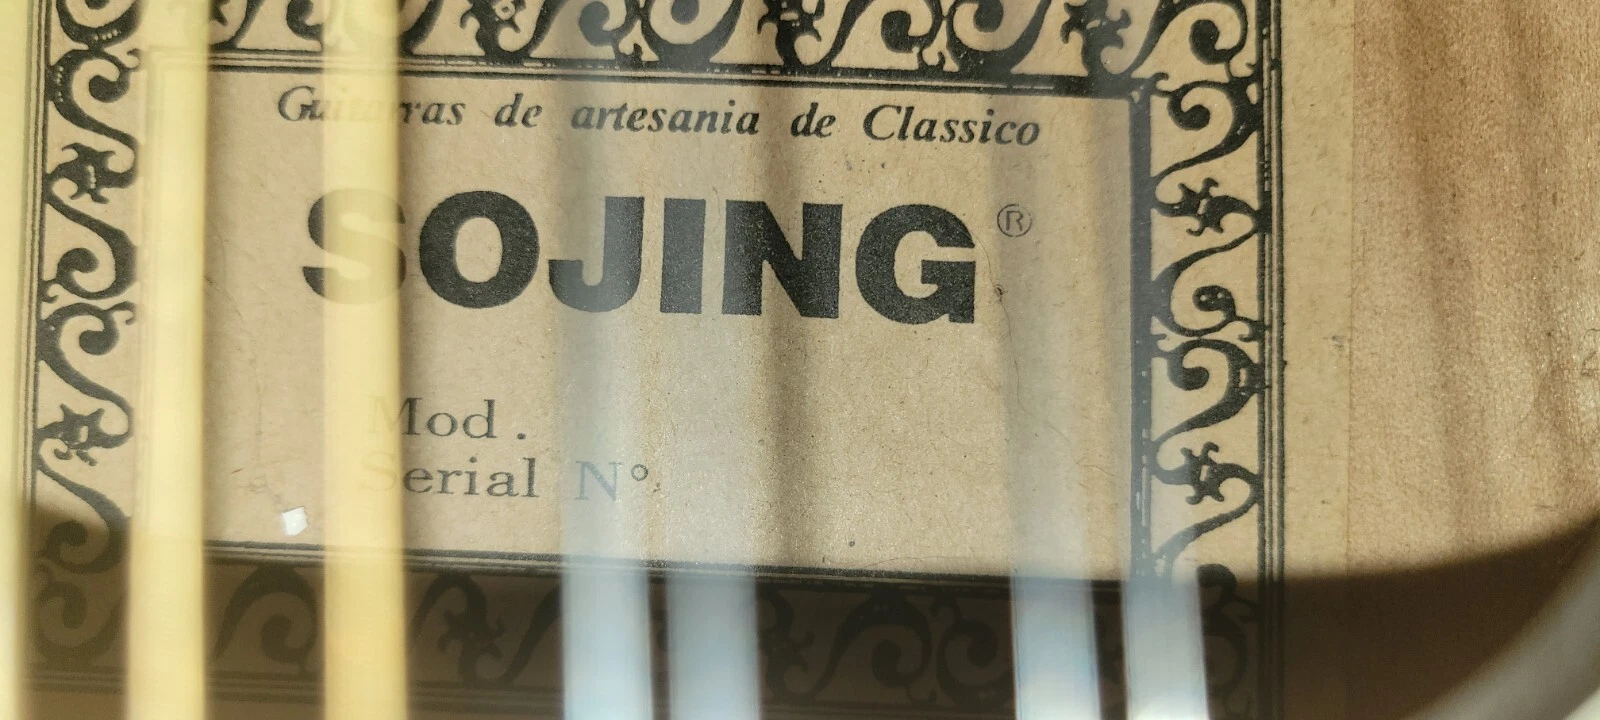 Guitarras de artesania de Classico
SOJING®
Mod.
Serial N°